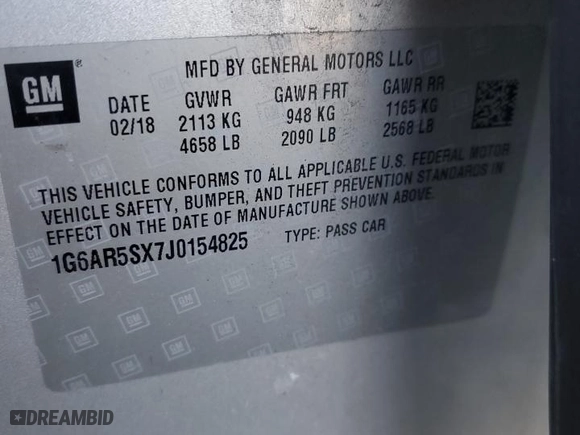 GM
MFD BY GENERAL MOTORS LLC
DATE GVWR GAWR FRT GAWR RR
02/18 2113 KG 948 KG 1165 KG
4658 LB 2090 LB 2568 LB
THIS VEHICLE CONFORMS TO ALL APPLICABLE U.S. FEDERAL MOTOR
VEHICLE SAFETY, BUMPER, AND THEFT PREVENTION STANDARDS IN
EFFECT ON THE DATE OF MANUFACTURE SHOWN ABOVE.
1G6AR5SX7J0154825 TYPE: PASS CAR
DREAMBID